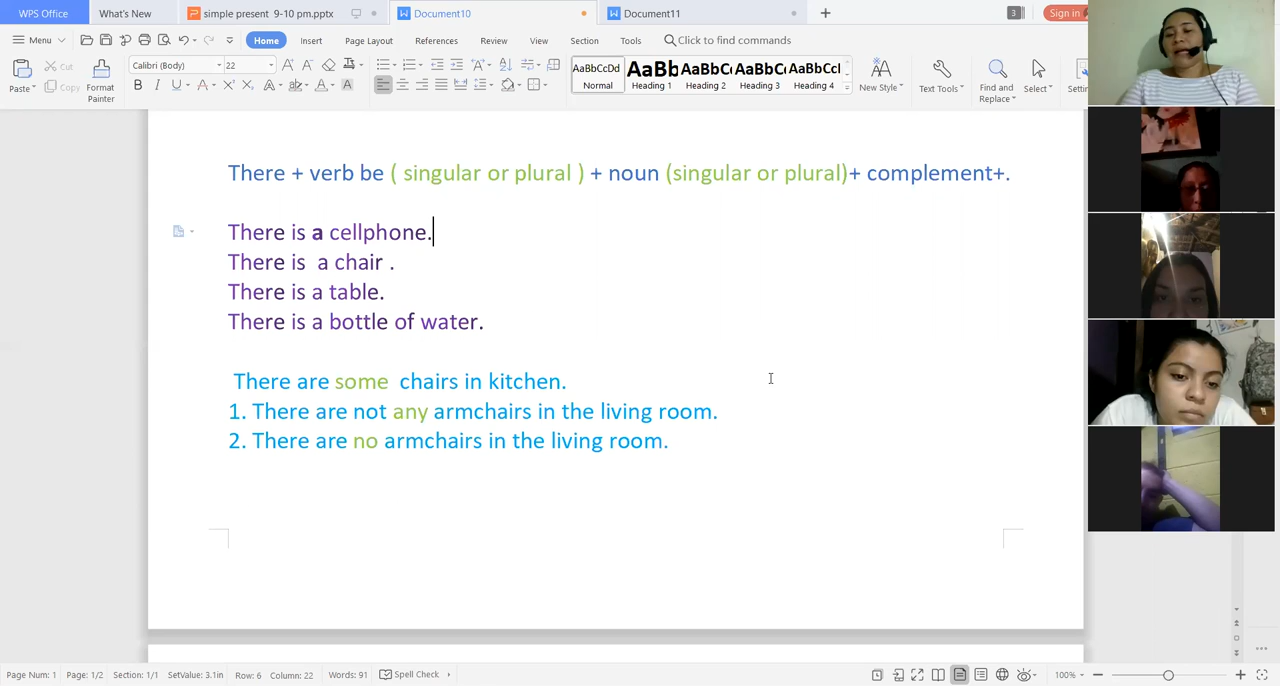 WPS Office What's New simple present 9-10 pm.pptx Document10 Document11 + 3 Sign in
Menu Home Insert Page Layout References Review View Section Tools Click to find commands
Paste Cut Copy Format Painter Calibri (Body) 22 AaBbCcDd Normal AaBb Heading 1 AaBbCc Heading 2 AaBbCc Heading 3 AaBbCcI Heading 4 New Style Text Tools Find and Replace Select
There + verb be ( singular or plural ) + noun (singular or plural)+ complement+.
There is a cellphone.
There is a chair .
There is a table.
There is a bottle of water.
There are some chairs in kitchen.
1. There are not any armchairs in the living room.
2. There are no armchairs in the living room.
Page Num: 1 Page: 1/2 Section: 1/1 SetValue: 3.1in Row: 6 Column: 22 Words: 91 Spell Check 100%